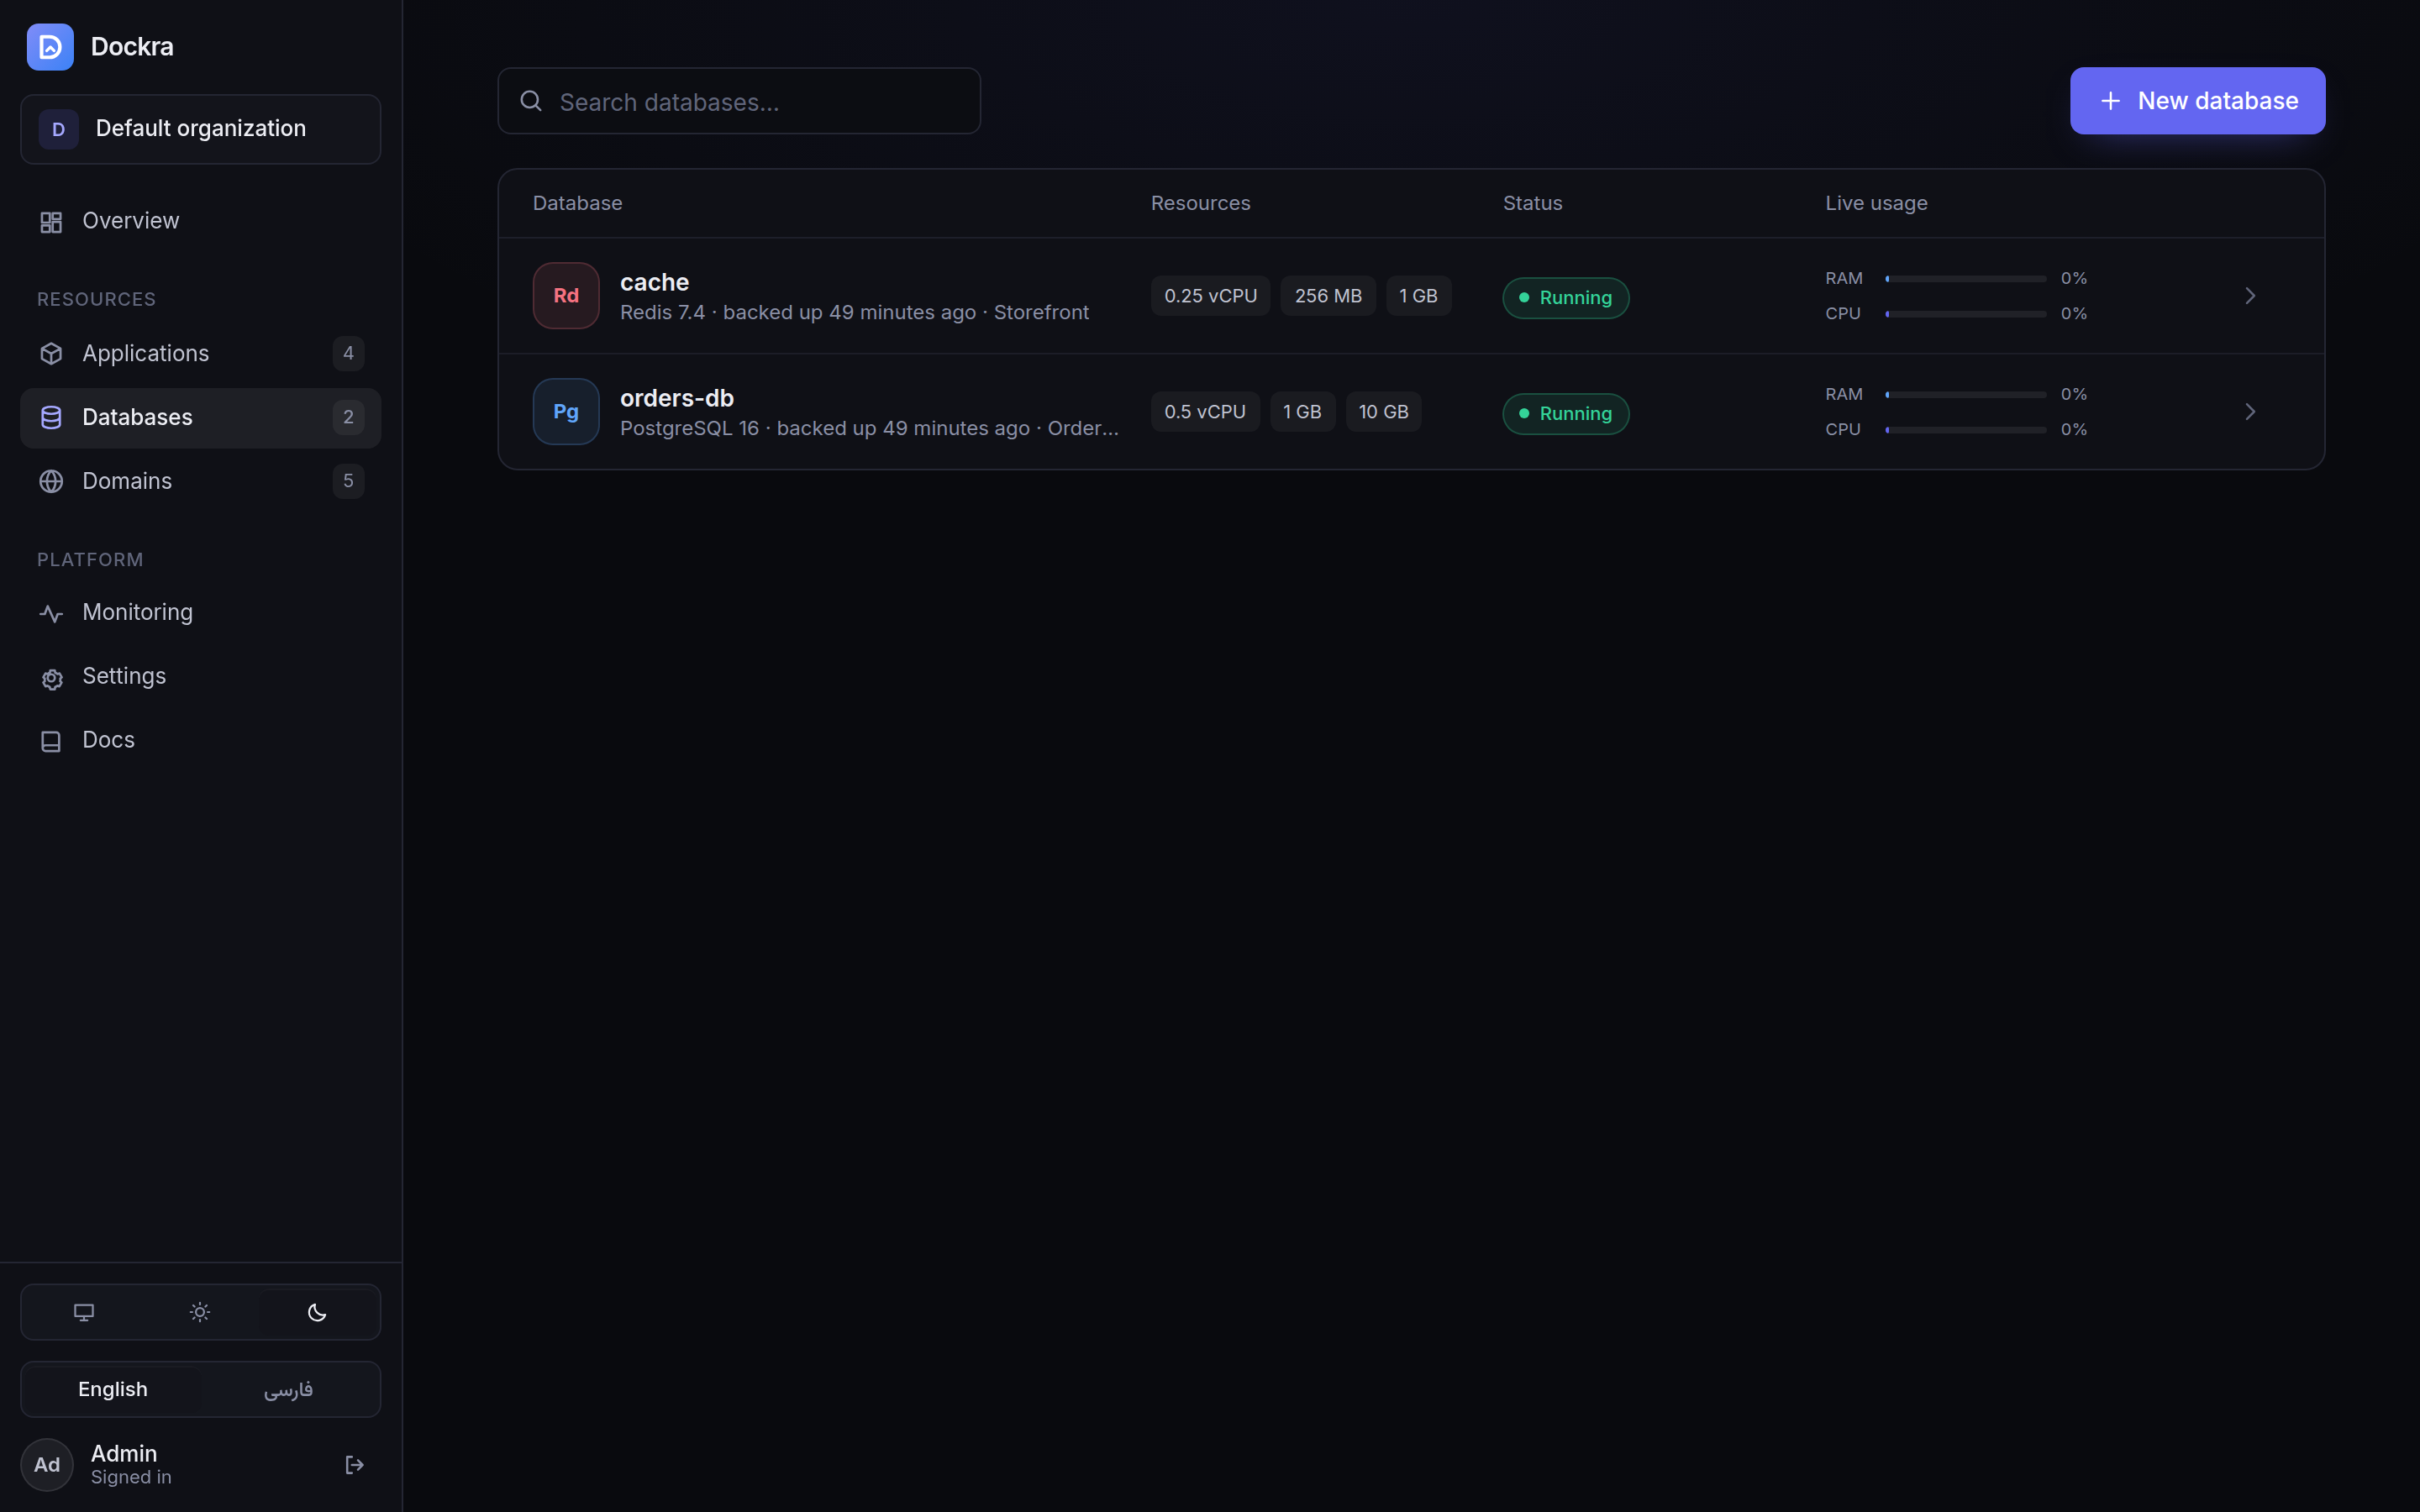 Dockra
D Default organization
Overview
RESOURCES
Applications 4
Databases 2
Domains 5
PLATFORM
Monitoring
Settings
Docs
English فارسی
Ad Admin
Signed in
Search databases...
New database
Database Resources Status Live usage
Rd cache
Redis 7.4 · backed up 49 minutes ago · Storefront
0.25 vCPU 256 MB 1 GB
Running
RAM 0%
CPU 0%
Pg orders-db
PostgreSQL 16 · backed up 49 minutes ago · Order...
0.5 vCPU 1 GB 10 GB
Running
RAM 0%
CPU 0%